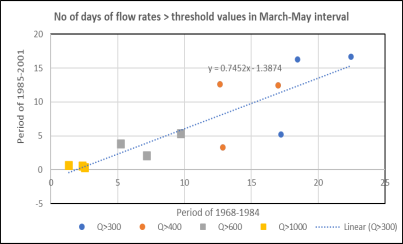 No of days of flow rates > threshold values in March-May interval
20
15
10
5
0
-5
Period of 1985-2001
y = 0.7452x - 1.3874
0 5 10 15 20 25
Period of 1968-1984
Q>300 Q>400 Q>600 Q>1000 Linear (Q>300)